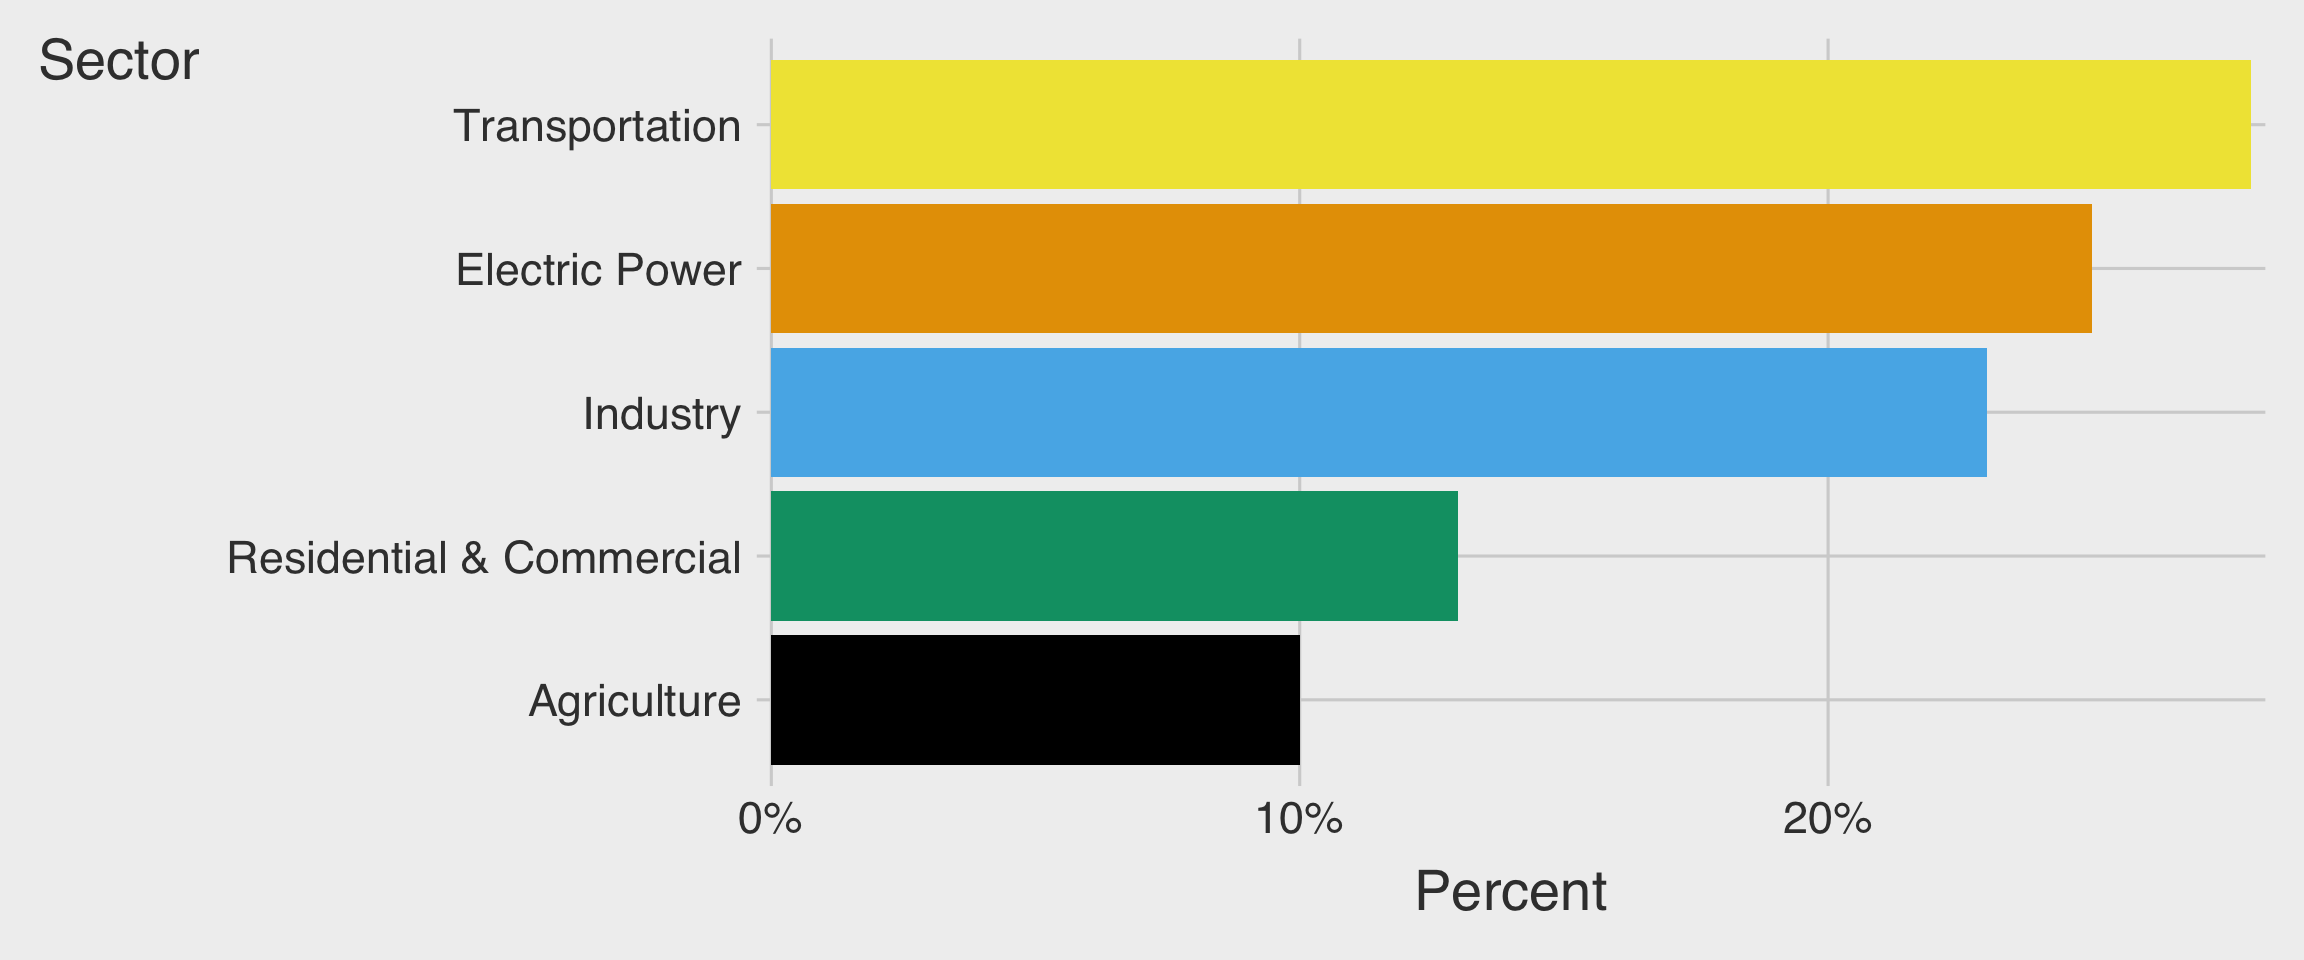 Sector
Transportation
Electric Power
Industry
Residential & Commercial
Agriculture
0% 10% 20%
Percent